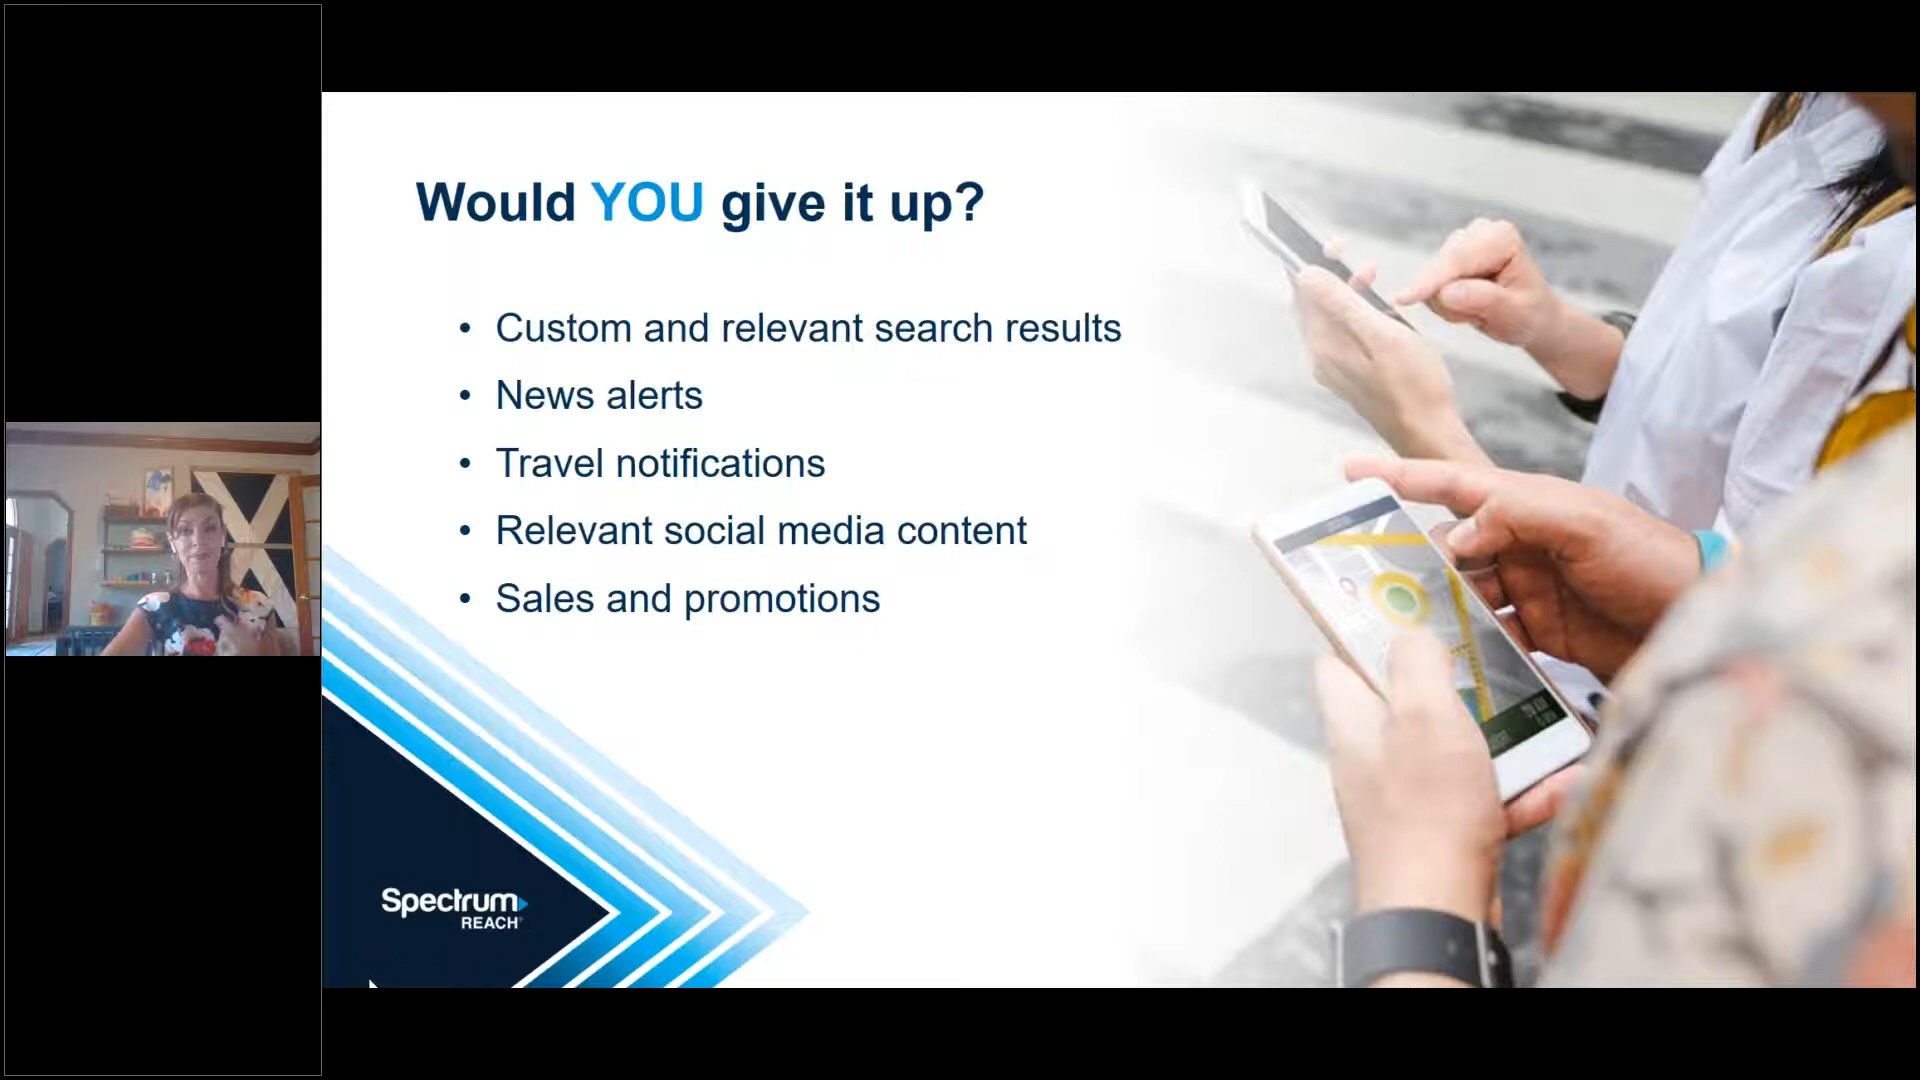 Would YOU give it up?
• Custom and relevant search results
• News alerts
• Travel notifications
• Relevant social media content
• Sales and promotions
Spectrum
REACH